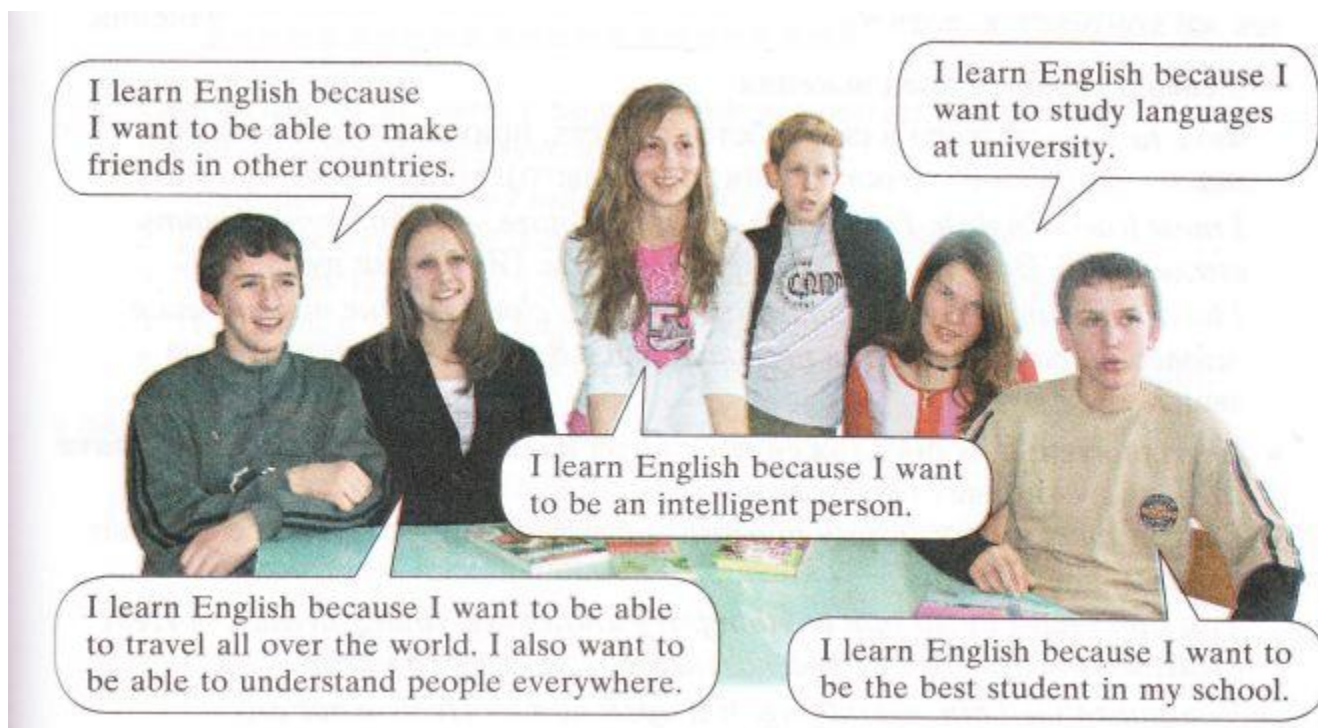 I learn English because
I want to be able to make
friends in other countries.
I learn English because I
want to study languages
at university.
I learn English because I want
to be an intelligent person.
I learn English because I want to be able
to travel all over the world. I also want to
be able to understand people everywhere.
I learn English because I want to
be the best student in my school.